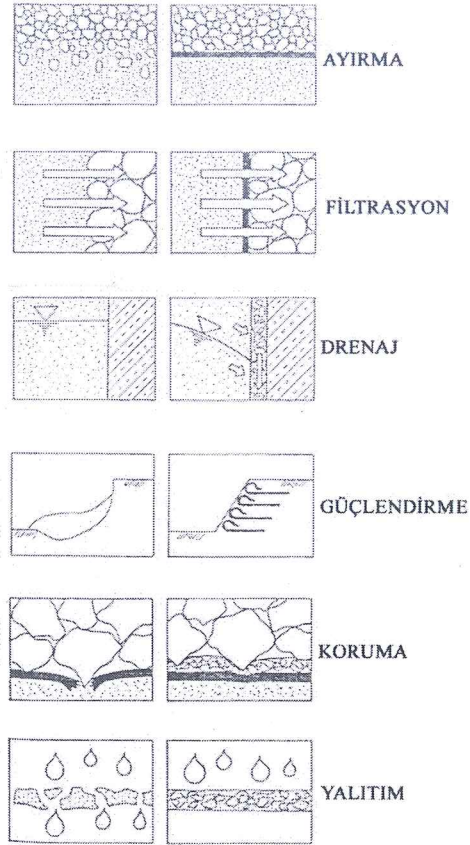 AYIRMA
FİLTRASYON
DRENAJ
GÜÇLENDİRME
KORUMA
YALITIM